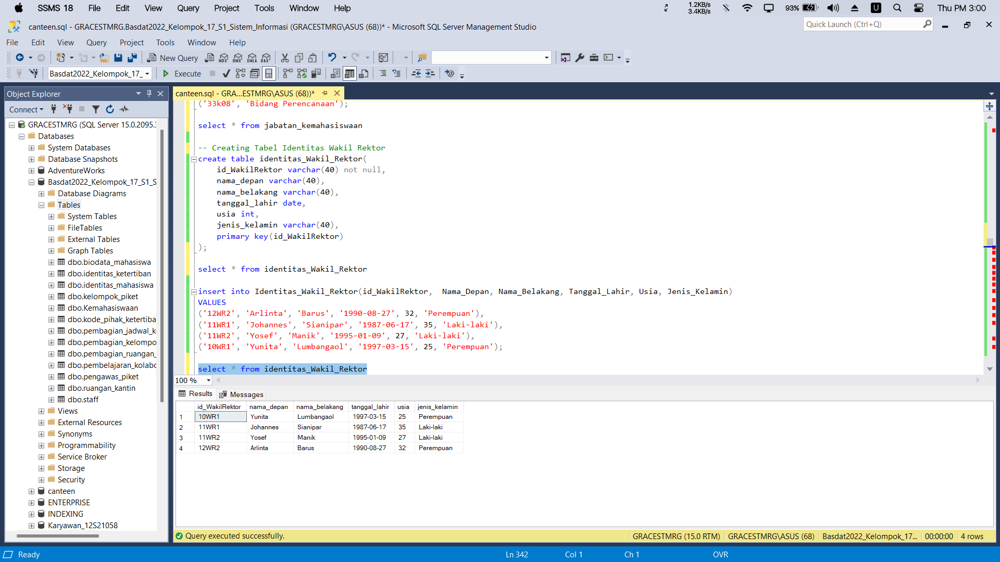 SSMS 18 File Edit View Query Project Tools Window Help 1.2KB/s 3.4KB/s 93% U Thu PM 3:00
canteen.sql - GRACESTMRG.Basdat2022_Kelompok_17_S1_Sistem_Informasi (GRACESTMRG\ASUS (68))* - Microsoft SQL Server Management Studio
Quick Launch (Ctrl+Q)
File Edit View Query Project Tools Window Help
New Query MDX DMX XMLA DAX
Basdat2022_Kelompok_17_ Execute
Object Explorer
Connect
GRACESTMRG (SQL Server 15.0.2095.3
Databases
System Databases
Database Snapshots
AdventureWorks
Basdat2022_Kelompok_17_S1_S
Database Diagrams
Tables
System Tables
FileTables
External Tables
Graph Tables
dbo.biodata_mahasiswa
dbo.identitas_ketertiban
dbo.identitas_mahasiswa
dbo.kelompok_piket
dbo.Kemahasiswaan
dbo.kode_pihak_ketertiba
dbo.pembagian_jadwal_k
dbo.pembagian_kelompo
dbo.pembagian_ruangan_
dbo.pembelajaran_kolabo
dbo.pengawas_piket
dbo.ruangan_kantin
dbo.staff
Views
External Resources
Synonyms
Programmability
Service Broker
Storage
Security
canteen
ENTERPRISE
INDEXING
Karyawan_12S21058
canteen.sql - GRA...ESTMRG\ASUS (68))*
('33k08', 'Bidang Perencanaan');
select * from jabatan_kemahasiswaan
-- Creating Tabel Identitas Wakil Rektor
create table identitas_Wakil_Rektor(
id_WakilRektor varchar(40) not null,
nama_depan varchar(40),
nama_belakang varchar(40),
tanggal_lahir date,
usia int,
jenis_kelamin varchar(40),
primary key(id_WakilRektor)
);
select * from identitas_Wakil_Rektor
insert into Identitas_Wakil_Rektor(id_WakilRektor,  Nama_Depan, Nama_Belakang, Tanggal_Lahir, Usia, Jenis_Kelamin)
VALUES
('12WR2', 'Arlinta', 'Barus', '1990-08-27', 32, 'Perempuan'),
('11WR1', 'Johannes', 'Sianipar', '1987-06-17', 35, 'Laki-laki'),
('11WR2', 'Yosef', 'Manik', '1995-01-09', 27, 'Laki-laki'),
('10WR1', 'Yunita', 'Lumbangaol', '1997-03-15', 25, 'Perempuan');
select * from identitas_Wakil_Rektor
100 %
Results Messages
id_WakilRektor nama_depan nama_belakang tanggal_lahir usia jenis_kelamin
1 10WR1 Yunita Lumbangaol 1997-03-15 25 Perempuan
2 11WR1 Johannes Sianipar 1987-06-17 35 Laki-laki
3 11WR2 Yosef Manik 1995-01-09 27 Laki-laki
4 12WR2 Arlinta Barus 1990-08-27 32 Perempuan
Query executed successfully. GRACESTMRG (15.0 RTM) GRACESTMRG\ASUS (68) Basdat2022_Kelompok_17... 00:00:00 4 rows
Ready Ln 342 Col 1 Ch 1 OVR